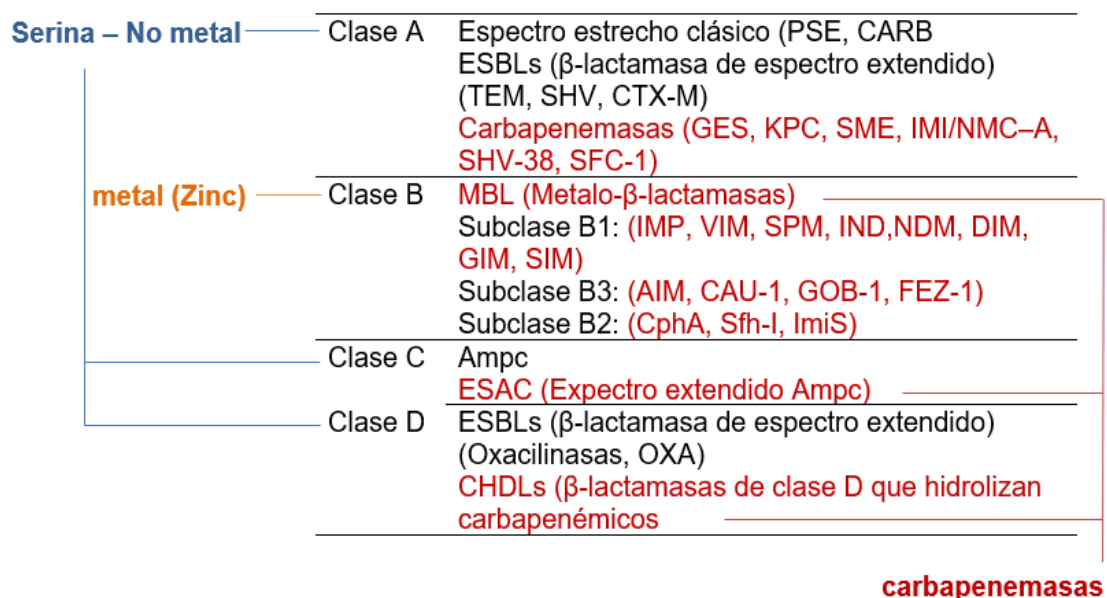 Serina – No metal
Clase A
Espectro estrecho clásico (PSE, CARB
ESBLs (β-lactamasa de espectro extendido)
(TEM, SHV, CTX-M)
Carbapenemasas (GES, KPC, SME, IMI/NMC–A,
SHV-38, SFC-1)
metal (Zinc)
Clase B
MBL (Metalo-β-lactamasas)
Subclase B1: (IMP, VIM, SPM, IND,NDM, DIM,
GIM, SIM)
Subclase B3: (AIM, CAU-1, GOB-1, FEZ-1)
Subclase B2: (CphA, Sfh-I, ImiS)
Clase C
Ampc
ESAC (Expectro extendido Ampc)
Clase D
ESBLs (β-lactamasa de espectro extendido)
(Oxacilinasas, OXA)
CHDLs (β-lactamasas de clase D que hidrolizan
carbapenémicos
carbapenemasas